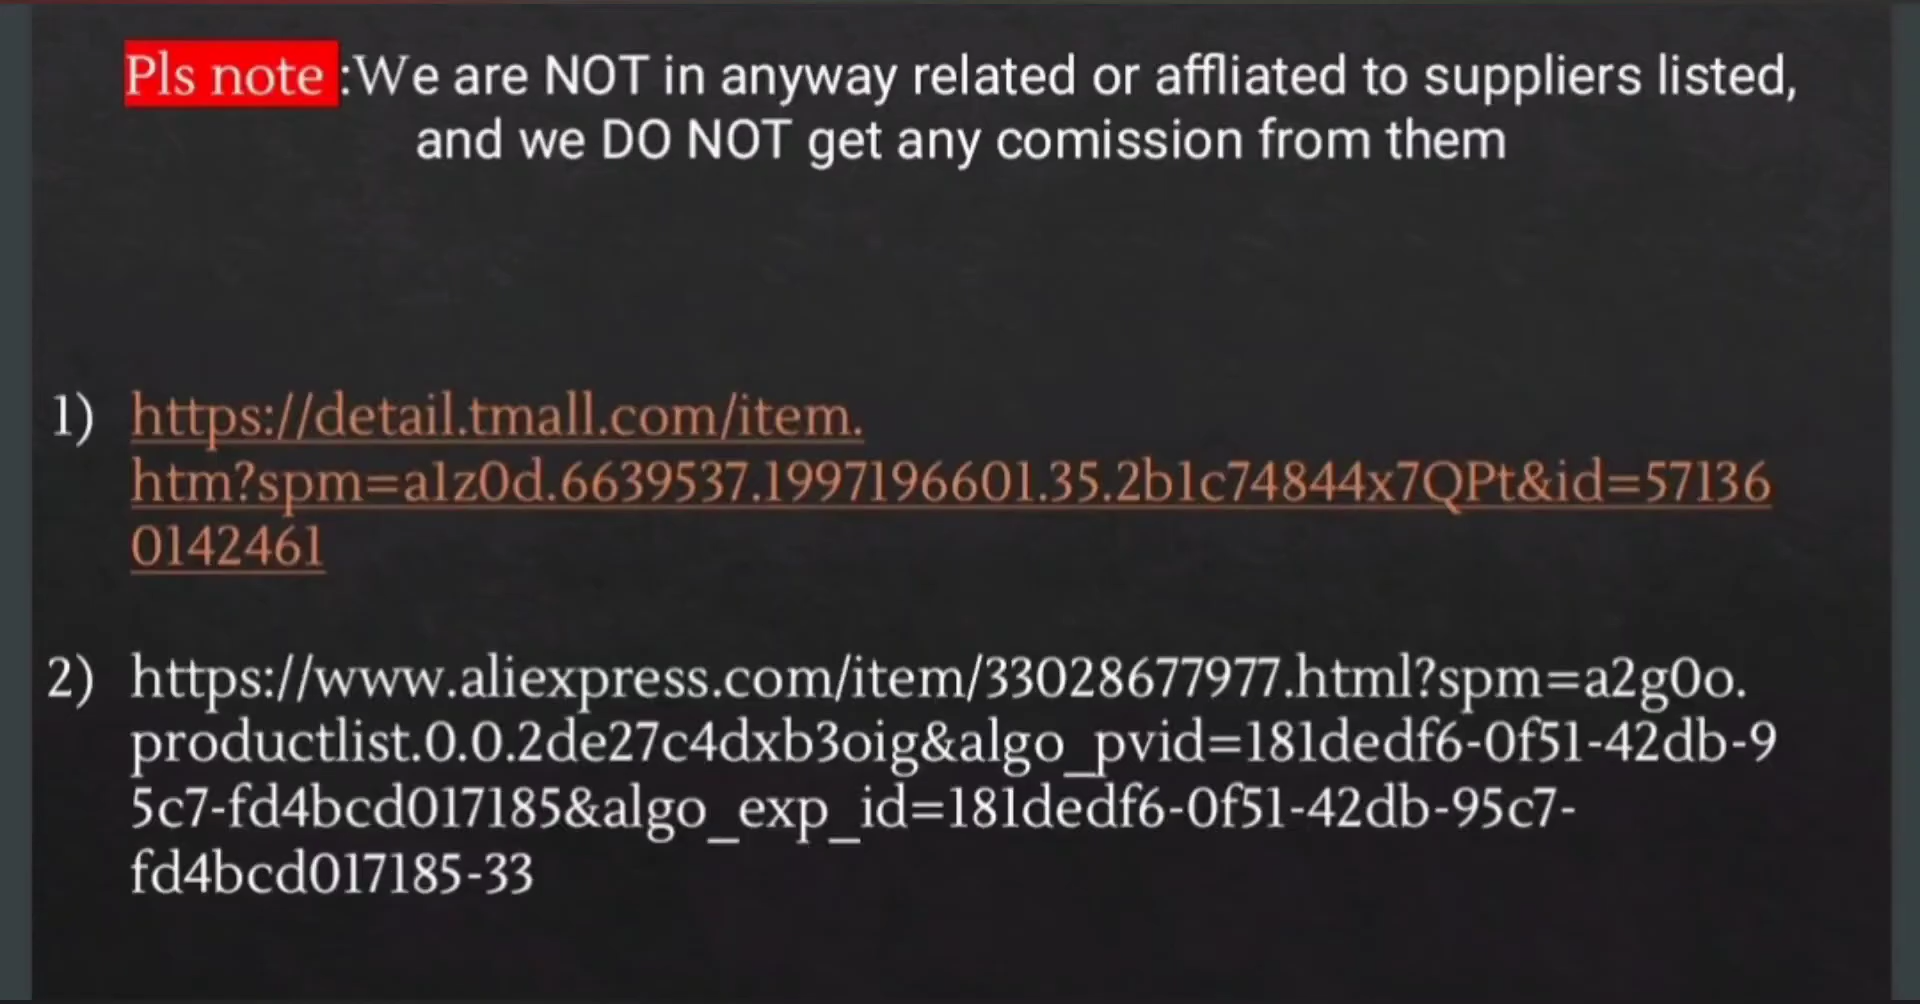 Pls note :We are NOT in anyway related or affliated to suppliers listed,
and we DO NOT get any comission from them
1) https://detail.tmall.com/item.
htm?spm=a1z0d.6639537.1997196601.35.2b1c74844x7QPt&id=57136
0142461
2) https://www.aliexpress.com/item/33028677977.html?spm=a2g0o.
productlist.0.0.2de27c4dxb3oig&algo_pvid=181dedf6-0f51-42db-9
5c7-fd4bcd017185&algo_exp_id=181dedf6-0f51-42db-95c7-
fd4bcd017185-33